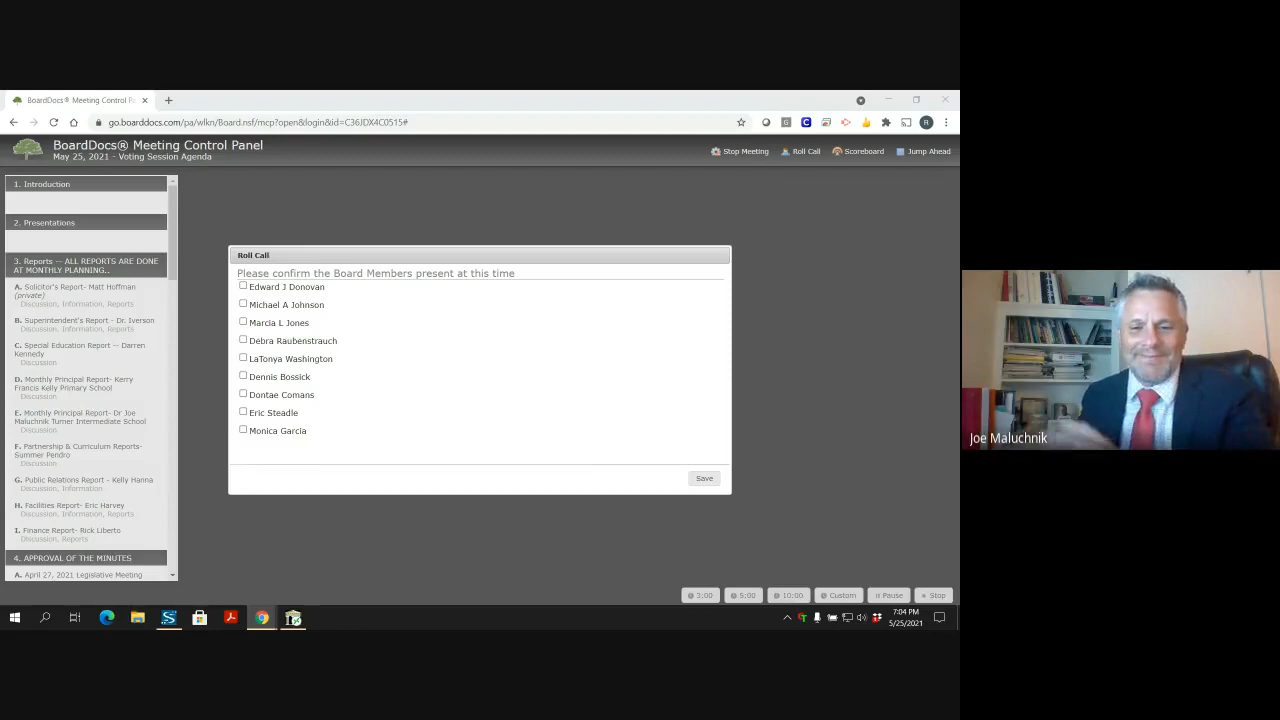 BoardDocs® Meeting Control Pa
go.boarddocs.com/pa/wlkn/Board.nsf/mcp?open&login&id=C36JDX4C0515#
R
BoardDocs® Meeting Control Panel
May 25, 2021 - Voting Session Agenda
Stop Meeting
Roll Call
Scoreboard
Jump Ahead
1. Introduction
2. Presentations
3. Reports -- ALL REPORTS ARE DONE
AT MONTHLY PLANNING..
A. Solicitor's Report- Matt Hoffman
(private)
Discussion, Information, Reports
B. Superintendent's Report - Dr. Iverson
Discussion, Information, Reports
C. Special Education Report -- Darren
Kennedy
Discussion
D. Monthly Principal Report- Kerry
Francis Kelly Primary School
Discussion
E. Monthly Principal Report- Dr Joe
Maluchnik Turner Intermediate School
Discussion
F. Partnership & Curriculum Reports-
Summer Pendro
Discussion
G. Public Relations Report - Kelly Hanna
Discussion, Information
H. Facilities Report- Eric Harvey
Discussion, Information, Reports
I. Finance Report- Rick Liberto
Discussion, Reports
4. APPROVAL OF THE MINUTES
A. April 27, 2021 Legislative Meeting
Roll Call
Please confirm the Board Members present at this time
Edward J Donovan
Michael A Johnson
Marcia L Jones
Debra Raubenstrauch
LaTonya Washington
Dennis Bossick
Dontae Comans
Eric Steadle
Monica Garcia
Save
3:00
5:00
10:00
Custom
Pause
Stop
7:04 PM
5/25/2021
Joe Maluchnik